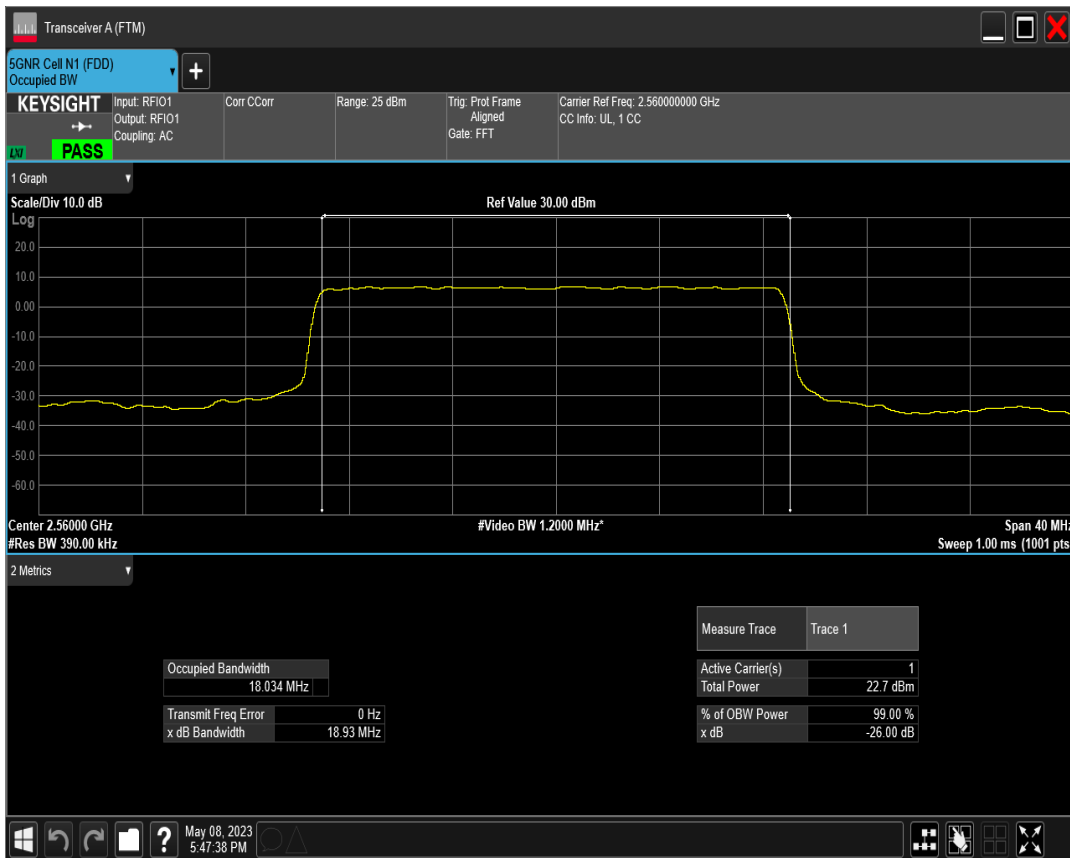 Transceiver A (FTM)
5GNR Cell N1 (FDD)
Occupied BW
+
KEYSIGHT
LXI
PASS
Input: RFIO1
Output: RFIO1
Coupling: AC
Corr CCorr
Range: 25 dBm
Trig: Prot Frame
Aligned
Gate: FFT
Carrier Ref Freq: 2.560000000 GHz
CC Info: UL, 1 CC
1 Graph
Scale/Div 10.0 dB
Ref Value 30.00 dBm
Log
20.0
10.0
0.00
-10.0
-20.0
-30.0
-40.0
-50.0
-60.0
Center 2.56000 GHz
#Video BW 1.2000 MHz*
Span 40 MHz
#Res BW 390.00 kHz
Sweep 1.00 ms (1001 pts
2 Metrics
Measure Trace Trace 1
Occupied Bandwidth
18.034 MHz
Active Carrier(s) 1
Total Power 22.7 dBm
Transmit Freq Error 0 Hz
x dB Bandwidth 18.93 MHz
% of OBW Power 99.00 %
x dB -26.00 dB
?
May 08, 2023
5:47:38 PM